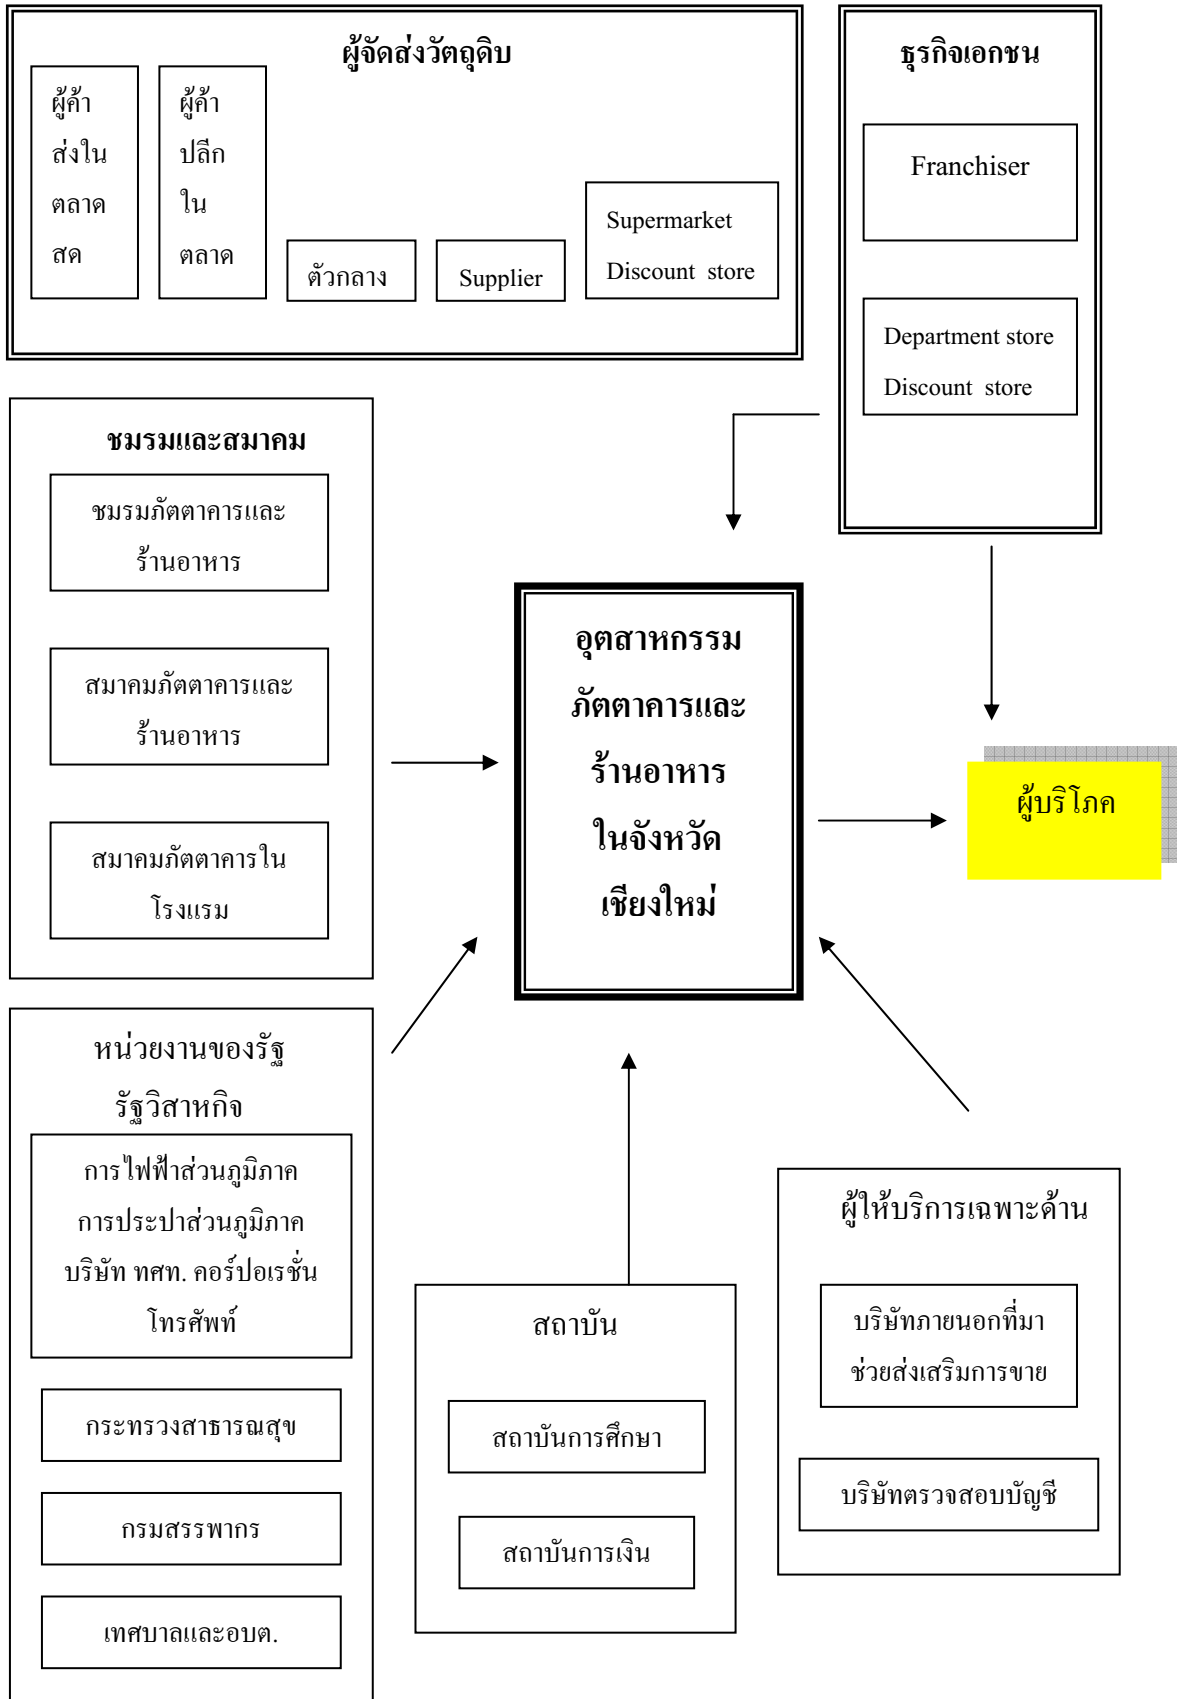 ผู้จัดส่งวัตถุดิบ
ผู้ค้า
ส่งใน
ตลาด
สด
ผู้ค้า
ปลีก
ใน
ตลาด
ตัวกลาง
Supplier
Supermarket
Discount store
ธุรกิจเอกชน
Franchiser
Department store
Discount store
ชมรมและสมาคม
ชมรมภัตตาคารและ
ร้านอาหาร
สมาคมภัตตาคารและ
ร้านอาหาร
สมาคมภัตตาคารใน
โรงแรม
อุตสาหกรรม
ภัตตาคารและ
ร้านอาหาร
ในจังหวัด
เชียงใหม่
ผู้บริโภค
หน่วยงานของรัฐ
รัฐวิสาหกิจ
การไฟฟ้าส่วนภูมิภาค
การประปาส่วนภูมิภาค
บริษัท ทศท. คอร์ปอเรชั่น
โทรศัพท์
กระทรวงสาธารณสุข
กรมสรรพากร
เทศบาลและอบต.
สถาบัน
สถาบันการศึกษา
สถาบันการเงิน
ผู้ให้บริการเฉพาะด้าน
บริษัทภายนอกที่มา
ช่วยส่งเสริมการขาย
บริษัทตรวจสอบบัญชี